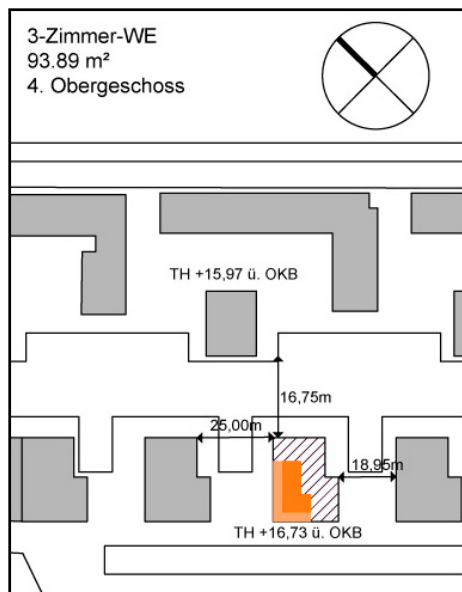 3-Zimmer-WE
93.89 m²
4. Obergeschoss
TH +15,97 ü. OKB
16,75m
25,00m
18,95m
TH +16,73 ü. OKB